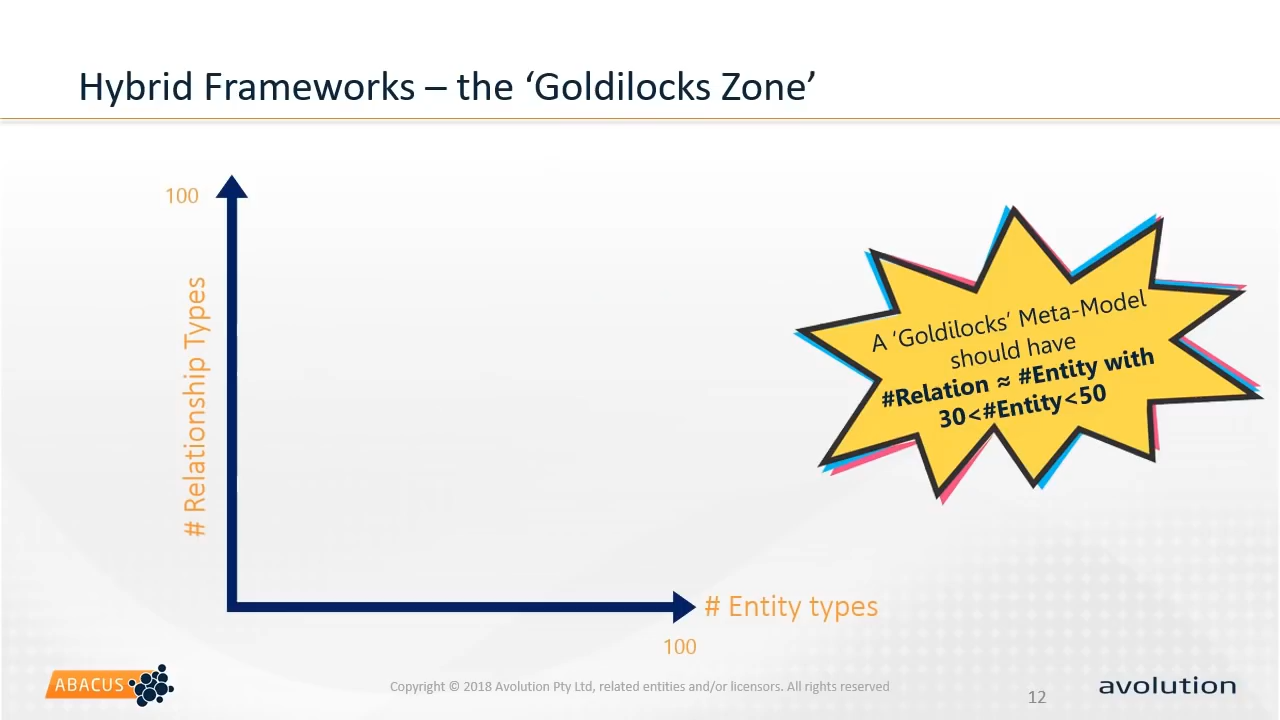 Hybrid Frameworks – the ‘Goldilocks Zone’
100
# Relationship Types
A ‘Goldilocks’ Meta-Model
should have
#Relation ≈ #Entity with
30<#Entity<50
# Entity types
100
ABACUS
Copyright © 2018 Avolution Pty Ltd, related entities and/or licensors. All rights reserved
12
avolution